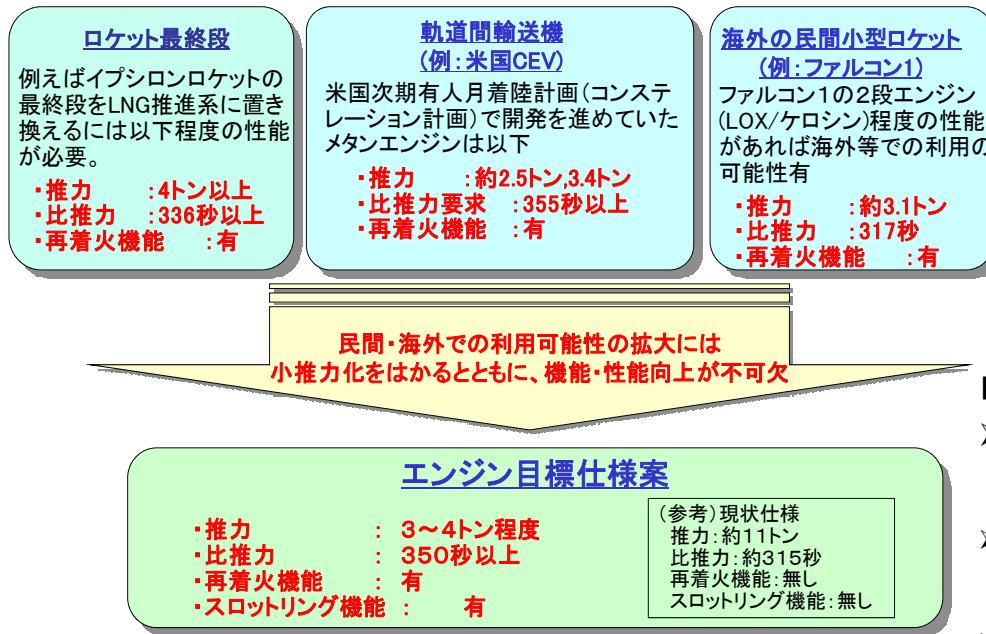 ロケット最終段
例えばイプシロンロケットの
最終段をLNG推進系に置き
換えるには以下程度の性能
が必要。
・推力　　:4トン以上
・比推力　:336秒以上
・再着火機能　:有
軌道間輸送機
(例:米国CEV)
米国次期有人月着陸計画(コンステ
レーション計画)で開発を進めていた
メタンエンジンは以下
・推力　　:約2.5トン,3.4トン
・比推力要求　:355秒以上
・再着火機能　:有
海外の民間小型ロケット
(例:ファルコン1)
ファルコン1の2段エンジン
(LOX/ケロシン)程度の性能
があれば海外等での利用の
可能性有
・推力　　:約3.1トン
・比推力　:317秒
・再着火機能　:有
民間・海外での利用可能性の拡大には
小推力化をはかるとともに、機能・性能向上が不可欠
エンジン目標仕様案
・推力　　:　3～4トン程度
・比推力　:　350秒以上
・再着火機能　:　有
・スロットリング機能　:　有
(参考)現状仕様
推力:約11トン
比推力:約315秒
再着火機能:無し
スロットリング機能:無し